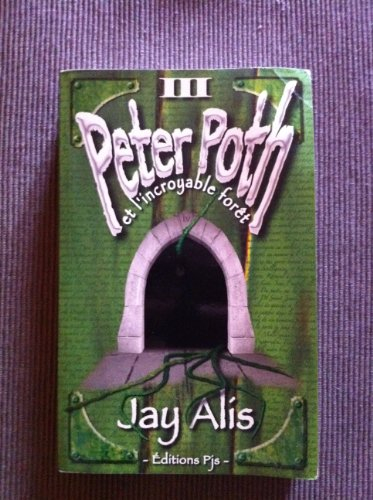 III
Peter Poth
et l'incroyable forêt
Jay Alis
- Éditions Pjs -